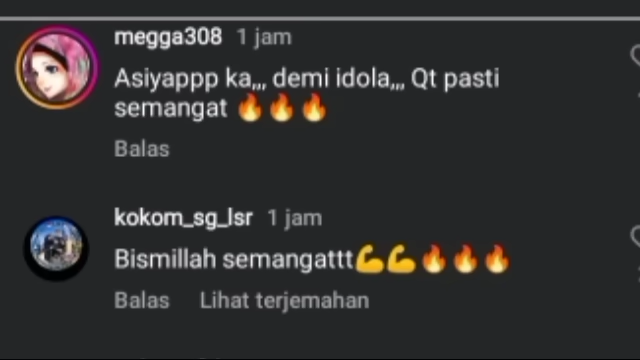 megga308 1 jam
Asiyappp ka,,, demi idola,,, Qt pasti
semangat 🔥🔥🔥
Balas
kokom_sg_lsr 1 jam
Bismillah semangattt💪💪🔥🔥🔥
Balas Lihat terjemahan